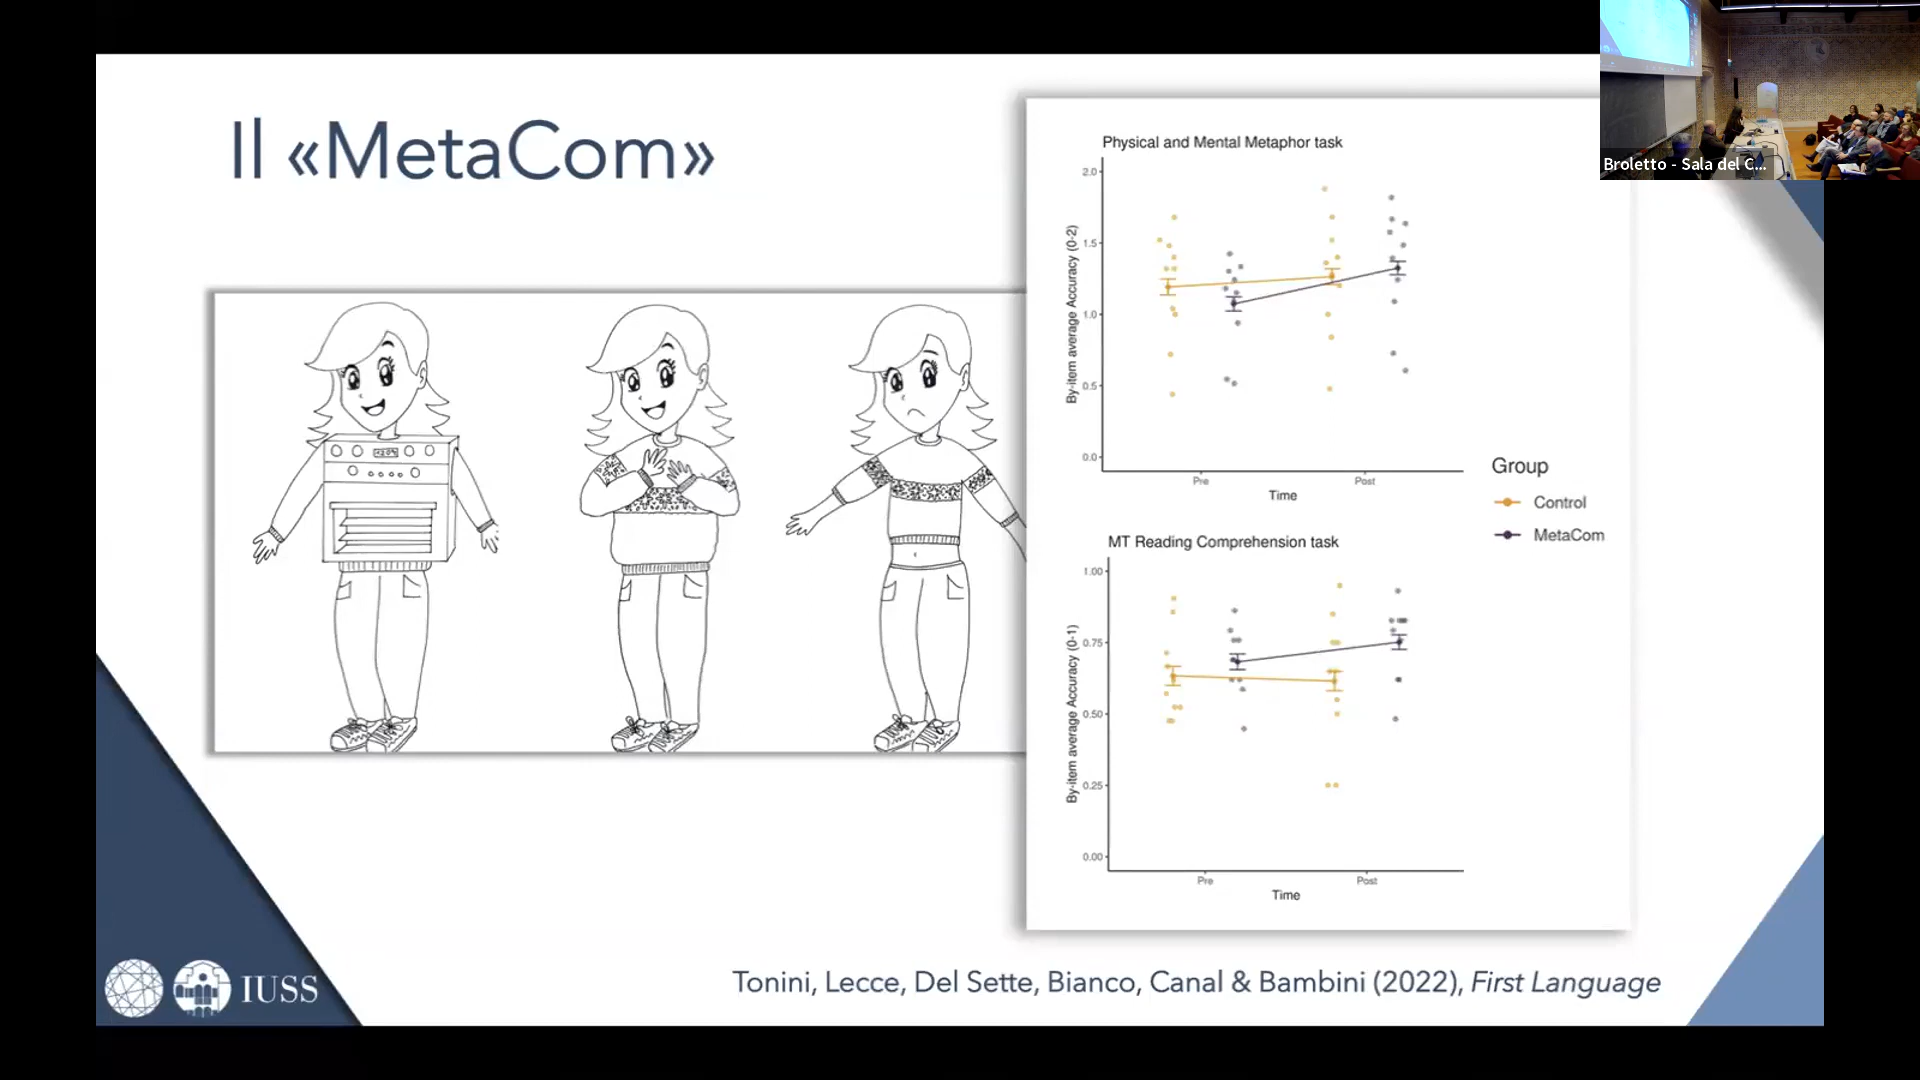 Il «MetaCom»
Broletto - Sala del C...
Physical and Mental Metaphor task
By-item average Accuracy (0-2)
2.0
1.5
1.0
0.5
0.0
Pre
Post
Time
Group
Control
MetaCom
MT Reading Comprehension task
By-item average Accuracy (0-1)
1.00
0.75
0.50
0.25
0.00
Pre
Post
Time
IUSS
Tonini, Lecce, Del Sette, Bianco, Canal & Bambini (2022), First Language